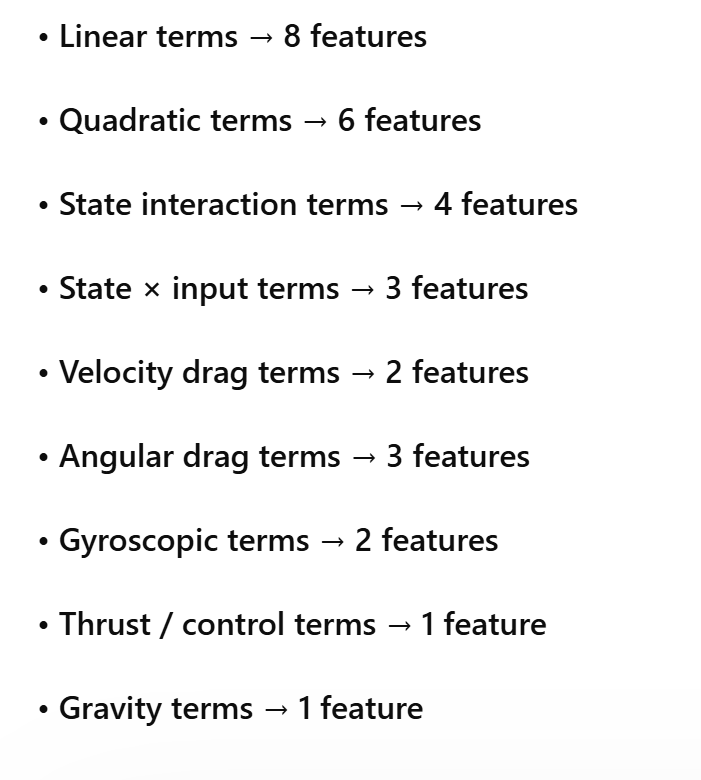 • Linear terms → 8 features
• Quadratic terms → 6 features
• State interaction terms → 4 features
• State × input terms → 3 features
• Velocity drag terms → 2 features
• Angular drag terms → 3 features
• Gyroscopic terms → 2 features
• Thrust / control terms → 1 feature
• Gravity terms → 1 feature